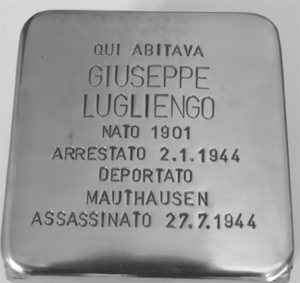 QUI ABITAVA
GIUSEPPE
LUGLIENGO
NATO 1901
ARRESTATO 2.1.1944
DEPORTATO
MAUTHAUSEN
ASSASSINATO 27.7.1944